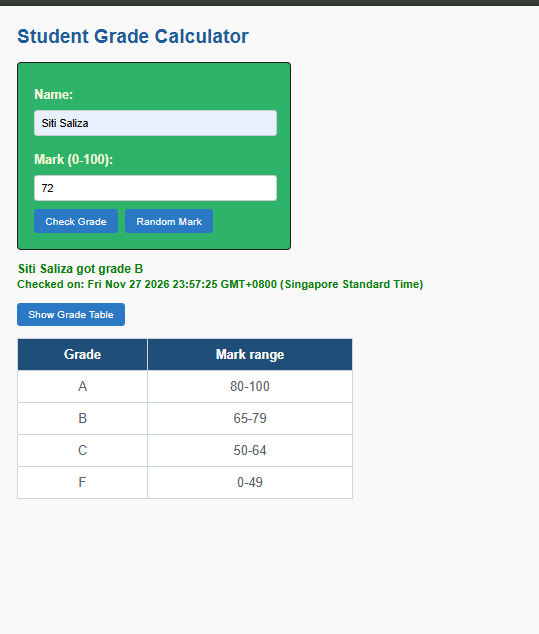 Student Grade Calculator
Name:
Siti Saliza
Mark (0-100):
72
Check Grade Random Mark
Siti Saliza got grade B
Checked on: Fri Nov 27 2026 23:57:25 GMT+0800 (Singapore Standard Time)
Show Grade Table
Grade Mark range
A 80-100
B 65-79
C 50-64
F 0-49